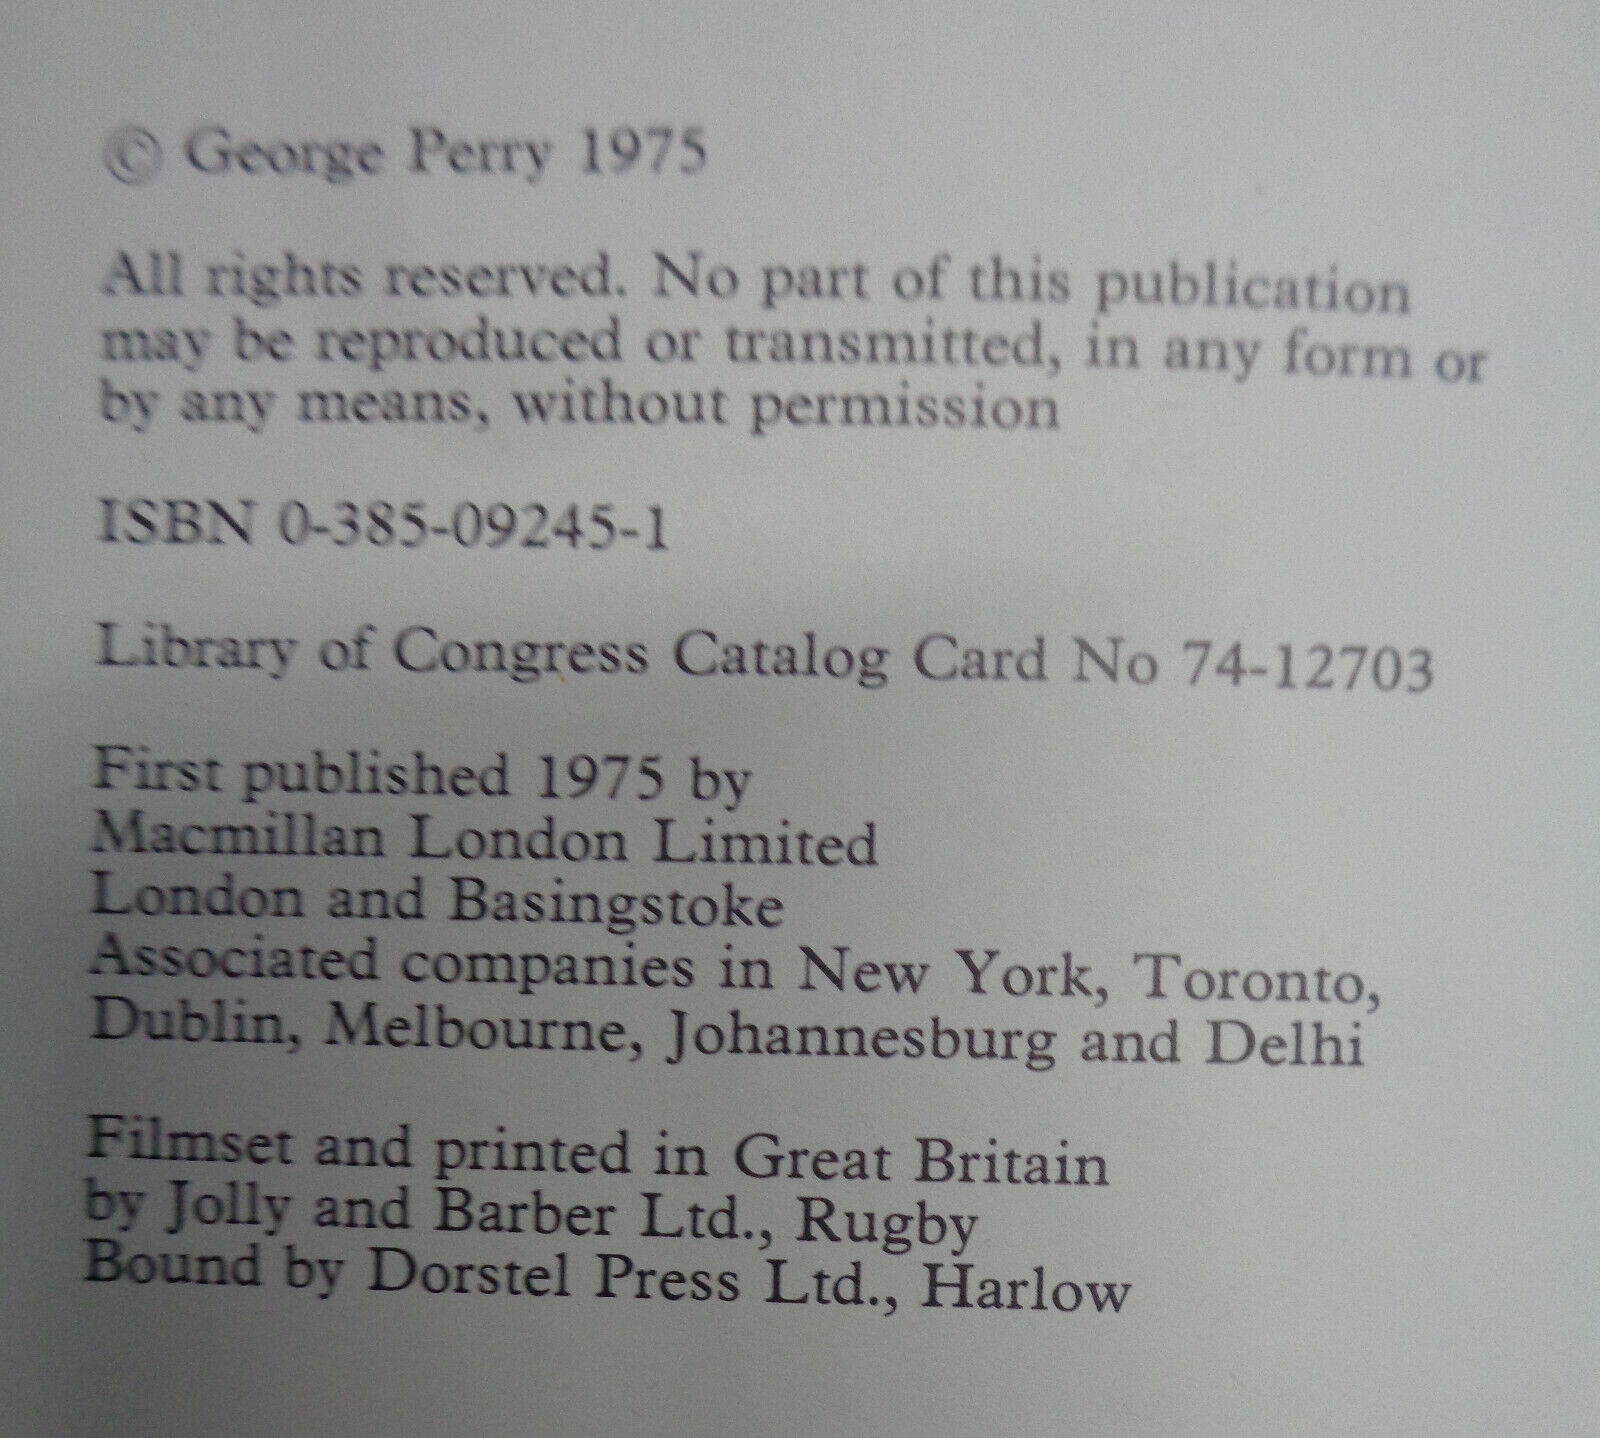 © George Perry 1975
All rights reserved. No part of this publication
may be reproduced or transmitted, in any form or
by any means, without permission
ISBN 0-385-09245-1
Library of Congress Catalog Card No 74-12703
First published 1975 by
Macmillan London Limited
London and Basingstoke
Associated companies in New York, Toronto,
Dublin, Melbourne, Johannesburg and Delhi
Filmset and printed in Great Britain
by Jolly and Barber Ltd., Rugby
Bound by Dorstel Press Ltd., Harlow